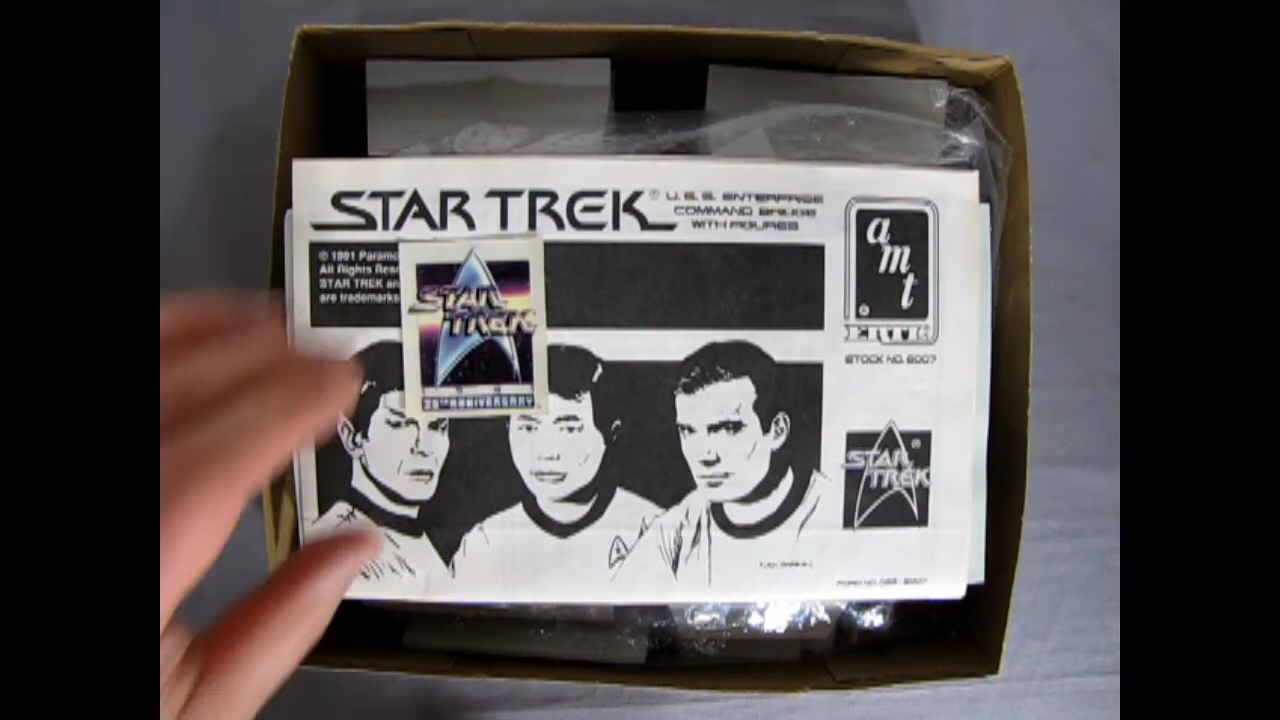 STAR TREK®
U.S.S. ENTERPRISE
COMMAND BRIDGE
WITH FIGURES
© 1991 Paramo
All Rights Rese
STAR TREK an
are trademarks
STAR
TREK
25TH ANNIVERSARY
amt
ERTL®
STOCK NO. 6007
STAR
TREK
®